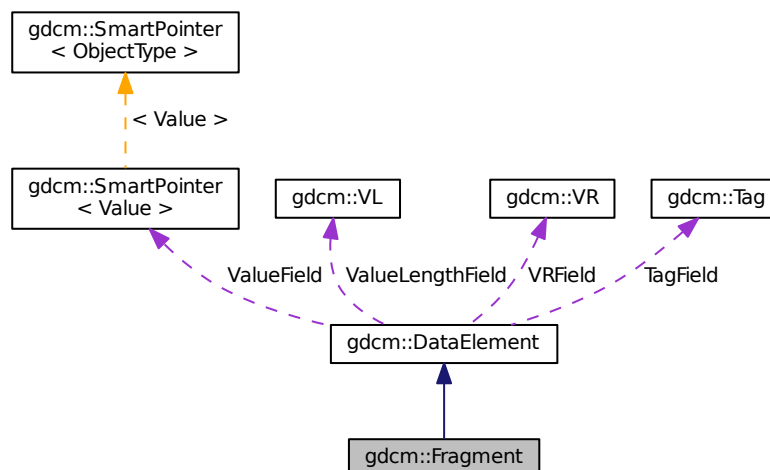 gdcm::SmartPointer
< ObjectType >
< Value >
gdcm::SmartPointer
< Value >
gdcm::VL
gdcm::VR
gdcm::Tag
ValueField
ValueLengthField
VRField
TagField
gdcm::DataElement
gdcm::Fragment